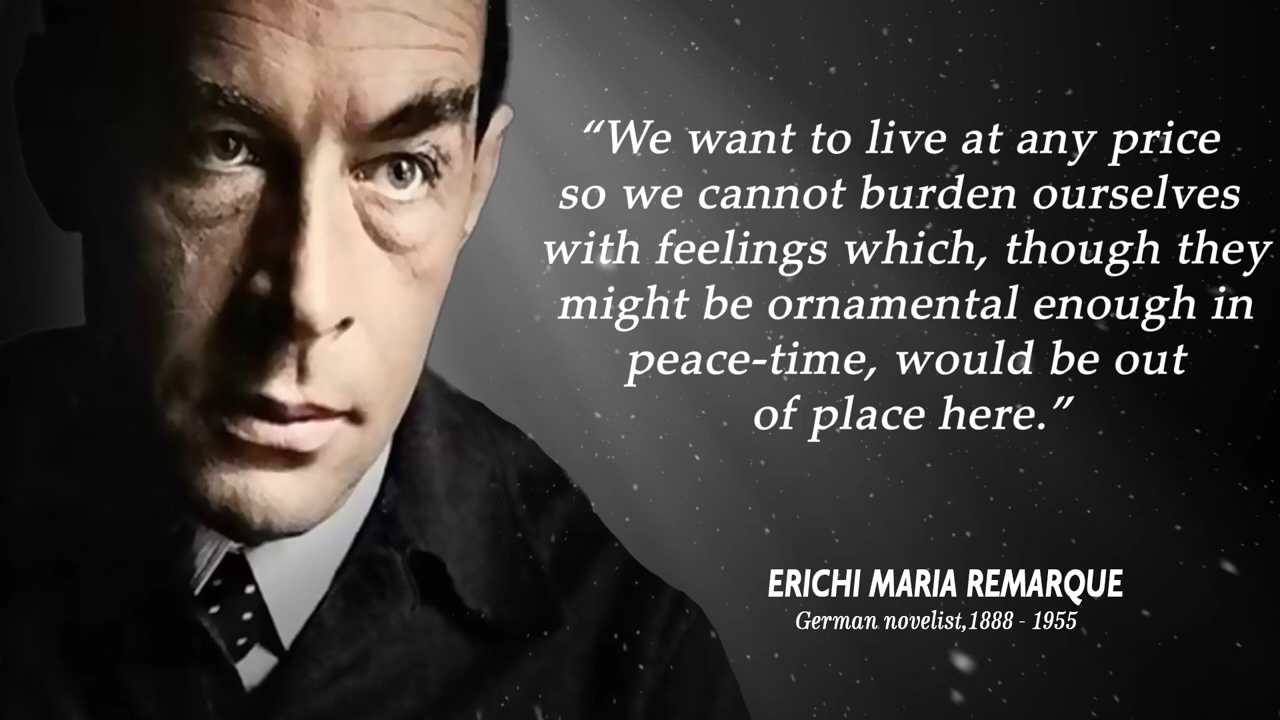 “We want to live at any price
so we cannot burden ourselves
with feelings which, though they
might be ornamental enough in
peace-time, would be out
of place here.”
ERICHI MARIA REMARQUE
German novelist,1888 - 1955